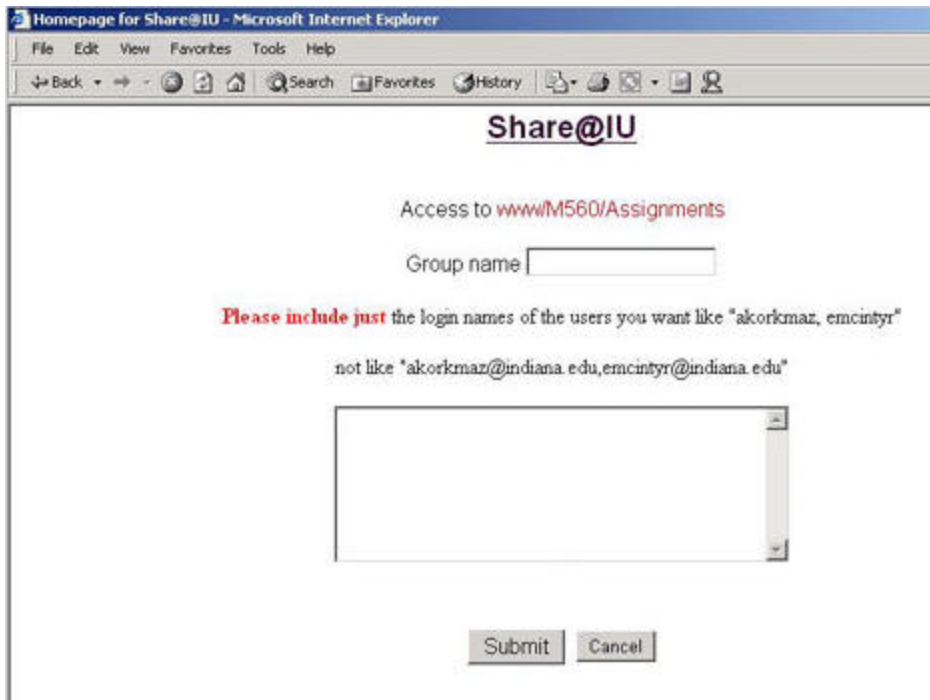 Homepage for Share@IU - Microsoft Internet Explorer
File Edit View Favorites Tools Help
Back Search Favorites History
Share@IU
Access to www/M560/Assignments
Group name
Please include just the login names of the users you want like "akorkmaz, emcintyr"
not like "akorkmaz@indiana.edu,emcintyr@indiana.edu"
Submit Cancel